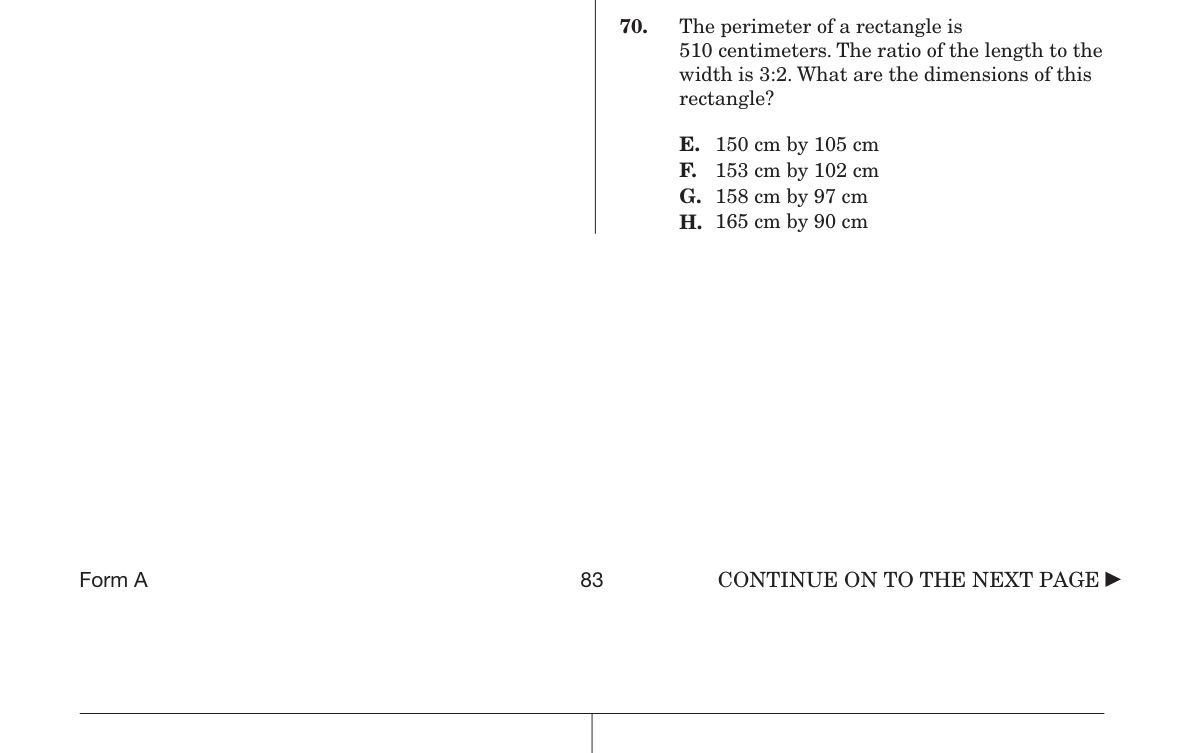 70. The perimeter of a rectangle is
510 centimeters. The ratio of the length to the
width is 3:2. What are the dimensions of this
rectangle?
E. 150 cm by 105 cm
F. 153 cm by 102 cm
G. 158 cm by 97 cm
H. 165 cm by 90 cm
Form A
83
CONTINUE ON TO THE NEXT PAGE ►